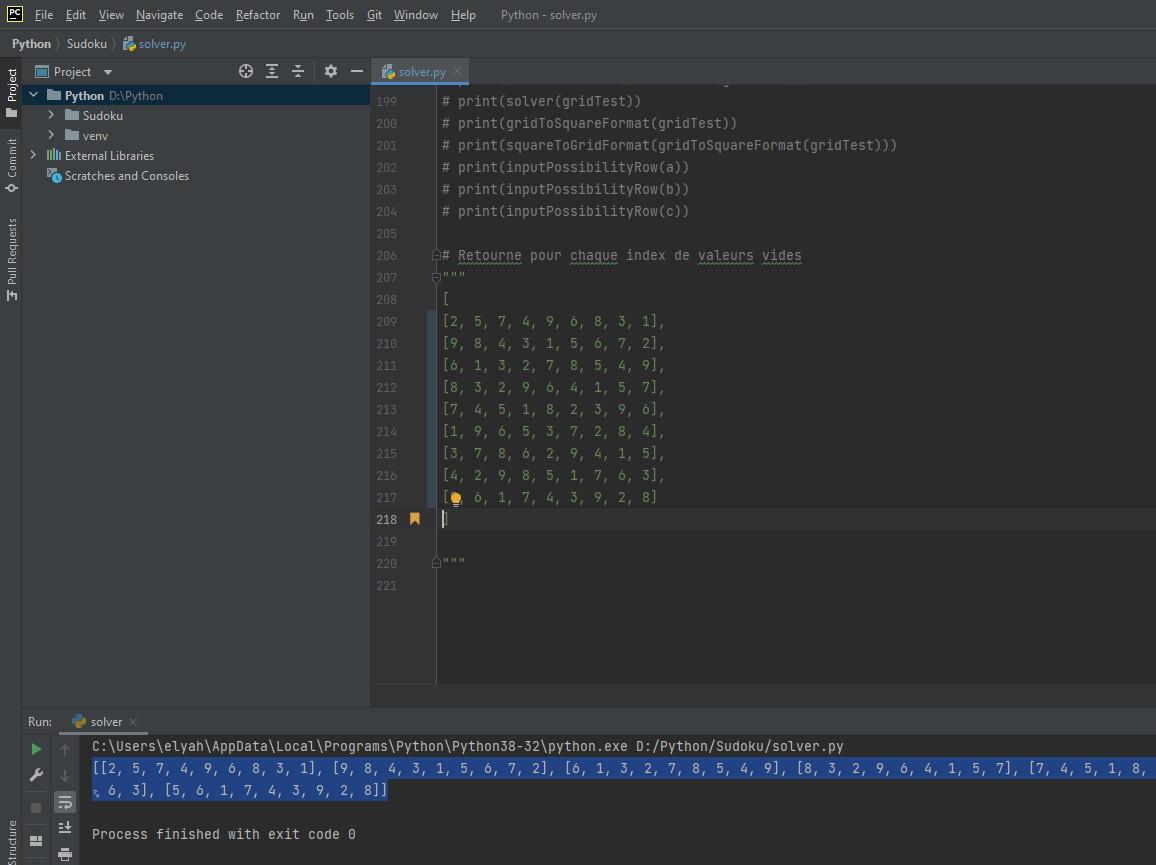 PC File Edit View Navigate Code Refactor Run Tools Git Window Help Python - solver.py
Python Sudoku solver.py
Project
solver.py
Project
Commit
Pull Requests
Structure
Python D:\Python
Sudoku
venv
External Libraries
Scratches and Consoles
199 # print(solver(gridTest))
200 # print(gridToSquareFormat(gridTest))
201 # print(squareToGridFormat(gridToSquareFormat(gridTest)))
202 # print(inputPossibilityRow(a))
203 # print(inputPossibilityRow(b))
204 # print(inputPossibilityRow(c))
205
206 # Retourne pour chaque index de valeurs vides
207 """
208 [
209 [2, 5, 7, 4, 9, 6, 8, 3, 1],
210 [9, 8, 4, 3, 1, 5, 6, 7, 2],
211 [6, 1, 3, 2, 7, 8, 5, 4, 9],
212 [8, 3, 2, 9, 6, 4, 1, 5, 7],
213 [7, 4, 5, 1, 8, 2, 3, 9, 6],
214 [1, 9, 6, 5, 3, 7, 2, 8, 4],
215 [3, 7, 8, 6, 2, 9, 4, 1, 5],
216 [4, 2, 9, 8, 5, 1, 7, 6, 3],
217 [ , 6, 1, 7, 4, 3, 9, 2, 8]
218 ]
219
220 """
221
Run: solver
C:\Users\elyah\AppData\Local\Programs\Python\Python38-32\python.exe D:/Python/Sudoku/solver.py
[[2, 5, 7, 4, 9, 6, 8, 3, 1], [9, 8, 4, 3, 1, 5, 6, 7, 2], [6, 1, 3, 2, 7, 8, 5, 4, 9], [8, 3, 2, 9, 6, 4, 1, 5, 7], [7, 4, 5, 1, 8,
6, 3], [5, 6, 1, 7, 4, 3, 9, 2, 8]]
Process finished with exit code 0